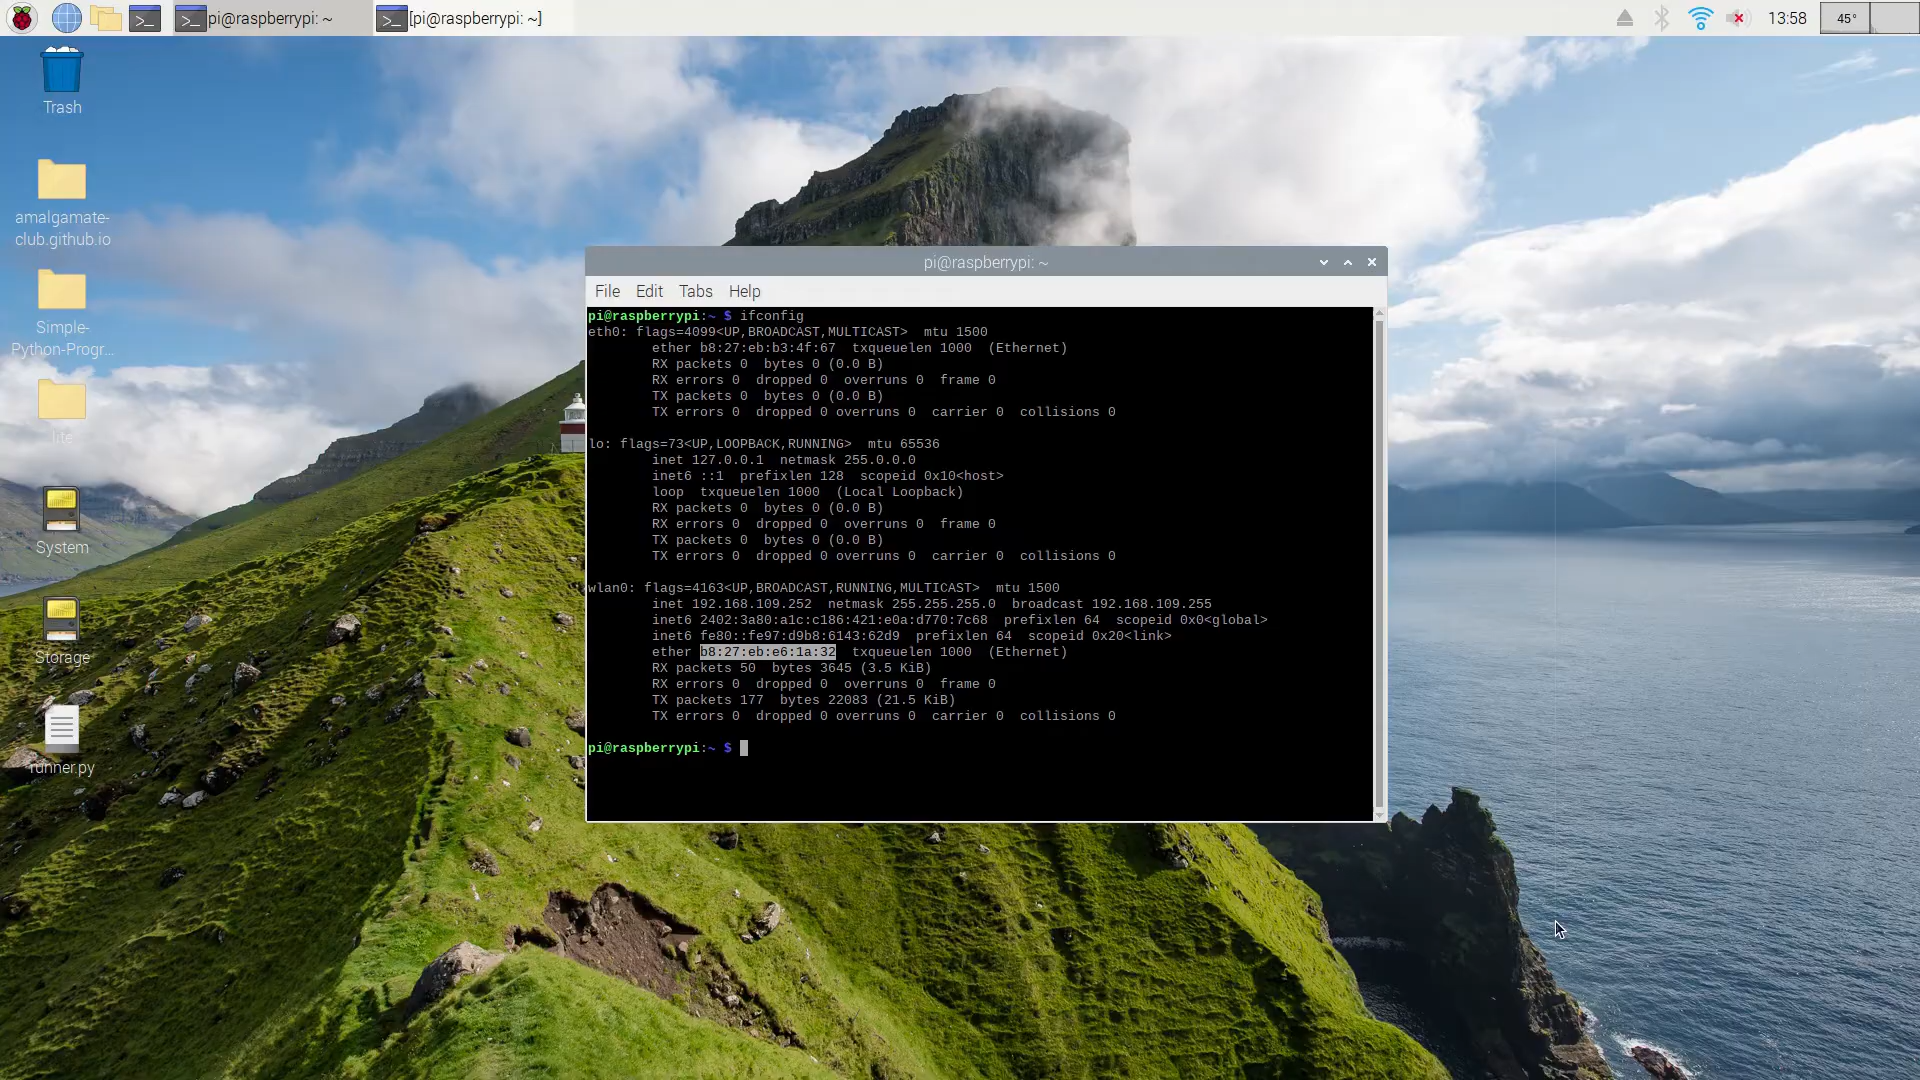 pi@raspberrypi: ~
[pi@raspberrypi: ~]
13:58
45°
Trash
amalgamate-
club.github.io
Simple-
Python-Progr...
lite
System
Storage
runner.py
pi@raspberrypi: ~
File Edit Tabs Help
pi@raspberrypi:~ $ ifconfig
eth0: flags=4099<UP,BROADCAST,MULTICAST>  mtu 1500
        ether b8:27:eb:b3:4f:67  txqueuelen 1000  (Ethernet)
        RX packets 0  bytes 0 (0.0 B)
        RX errors 0  dropped 0  overruns 0  frame 0
        TX packets 0  bytes 0 (0.0 B)
        TX errors 0  dropped 0 overruns 0  carrier 0  collisions 0
lo: flags=73<UP,LOOPBACK,RUNNING>  mtu 65536
        inet 127.0.0.1  netmask 255.0.0.0
        inet6 ::1  prefixlen 128  scopeid 0x10<host>
        loop  txqueuelen 1000  (Local Loopback)
        RX packets 0  bytes 0 (0.0 B)
        RX errors 0  dropped 0  overruns 0  frame 0
        TX packets 0  bytes 0 (0.0 B)
        TX errors 0  dropped 0 overruns 0  carrier 0  collisions 0
wlan0: flags=4163<UP,BROADCAST,RUNNING,MULTICAST>  mtu 1500
        inet 192.168.109.252  netmask 255.255.255.0  broadcast 192.168.109.255
        inet6 2402:3a80:a1c:c186:421:e0a:d770:7c68  prefixlen 64  scopeid 0x0<global>
        inet6 fe80::fe97:d9b8:6143:62d9  prefixlen 64  scopeid 0x20<link>
        ether b8:27:eb:e6:1a:32  txqueuelen 1000  (Ethernet)
        RX packets 50  bytes 3645 (3.5 KiB)
        RX errors 0  dropped 0  overruns 0  frame 0
        TX packets 177  bytes 22083 (21.5 KiB)
        TX errors 0  dropped 0 overruns 0  carrier 0  collisions 0
pi@raspberrypi:~ $